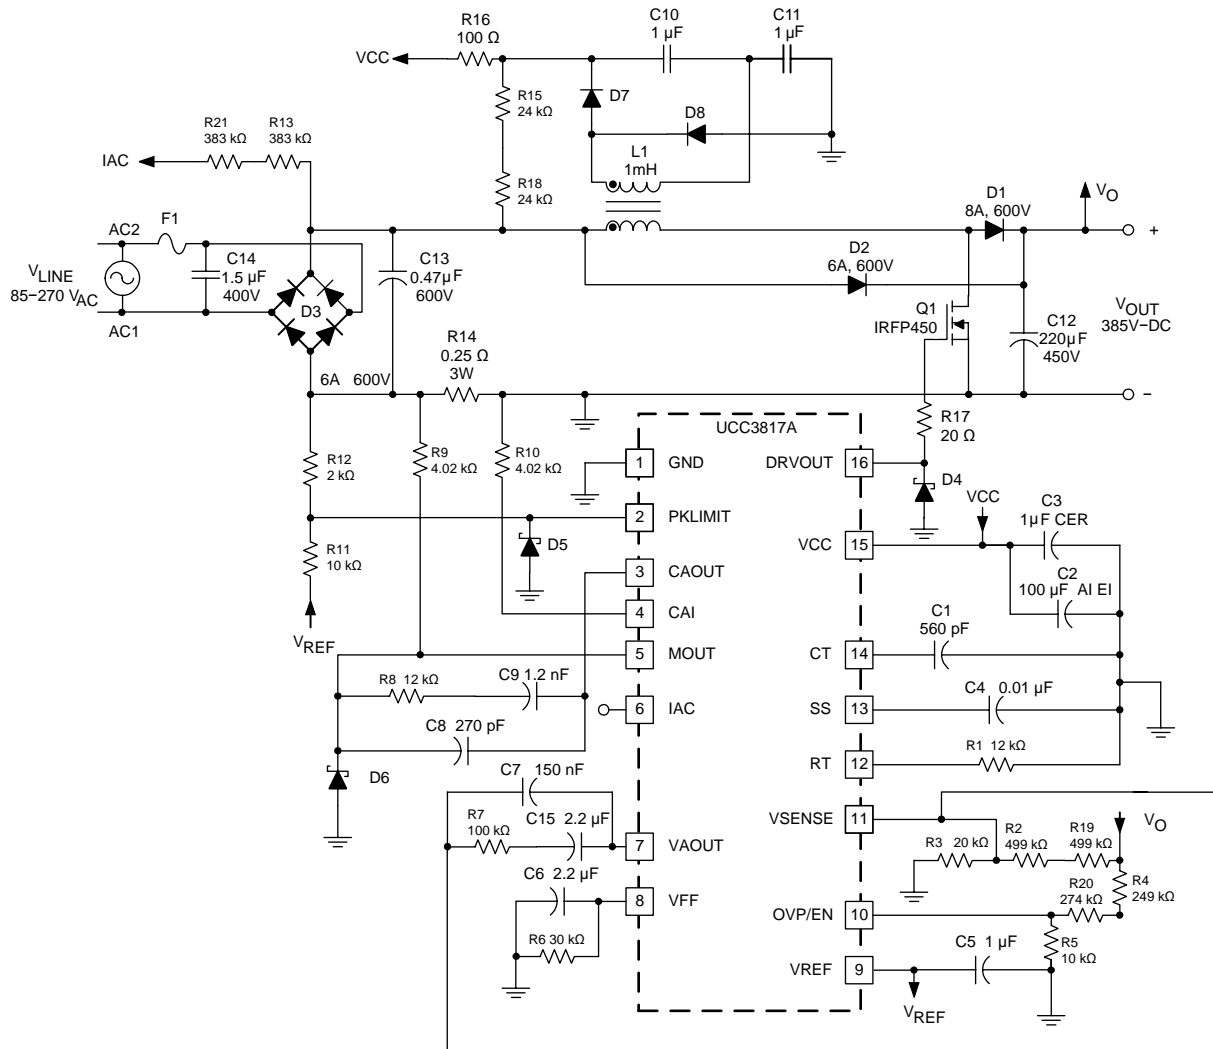 R16
100 Ω
VCC
C10
1 µF
C11
1 µF
R15
24 kΩ
D7
D8
R21
383 kΩ
R13
383 kΩ
IAC
L1
1mH
R18
24 kΩ
D1
8A, 600V
VO
F1
AC2
C14
1.5 µF
400V
VLINE
85−270 VAC
AC1
D3
C13
0.47µF
600V
D2
6A, 600V
+
Q1
IRFP450
VOUT
385V−DC
C12
220µF
450V
6A 600V
R14
0.25 Ω
3W
−
R17
20 Ω
UCC3817A
R12
2 kΩ
R9
4.02 kΩ
R10
4.02 kΩ
1
GND
DRVOUT
16
D4
VCC
C3
1µF CER
2
PKLIMIT
D5
R11
10 kΩ
VCC
15
3
CAOUT
C2
100 µF AI EI
4
CAI
C1
560 pF
VREF
5
MOUT
CT
14
R8 12 kΩ
C9 1.2 nF
C4 0.01 µF
6
IAC
SS
13
C8 270 pF
R1 12 kΩ
RT
12
D6
C7 150 nF
VSENSE
11
C15 2.2 µF
R7
100 kΩ
7
VAOUT
R3 20 kΩ
R2
499 kΩ
R19
499 kΩ
VO
C6 2.2 µF
8
VFF
R20
274 kΩ
R4
249 kΩ
OVP/EN
10
R6 30 kΩ
R5
10 kΩ
C5 1 µF
VREF
9
VREF